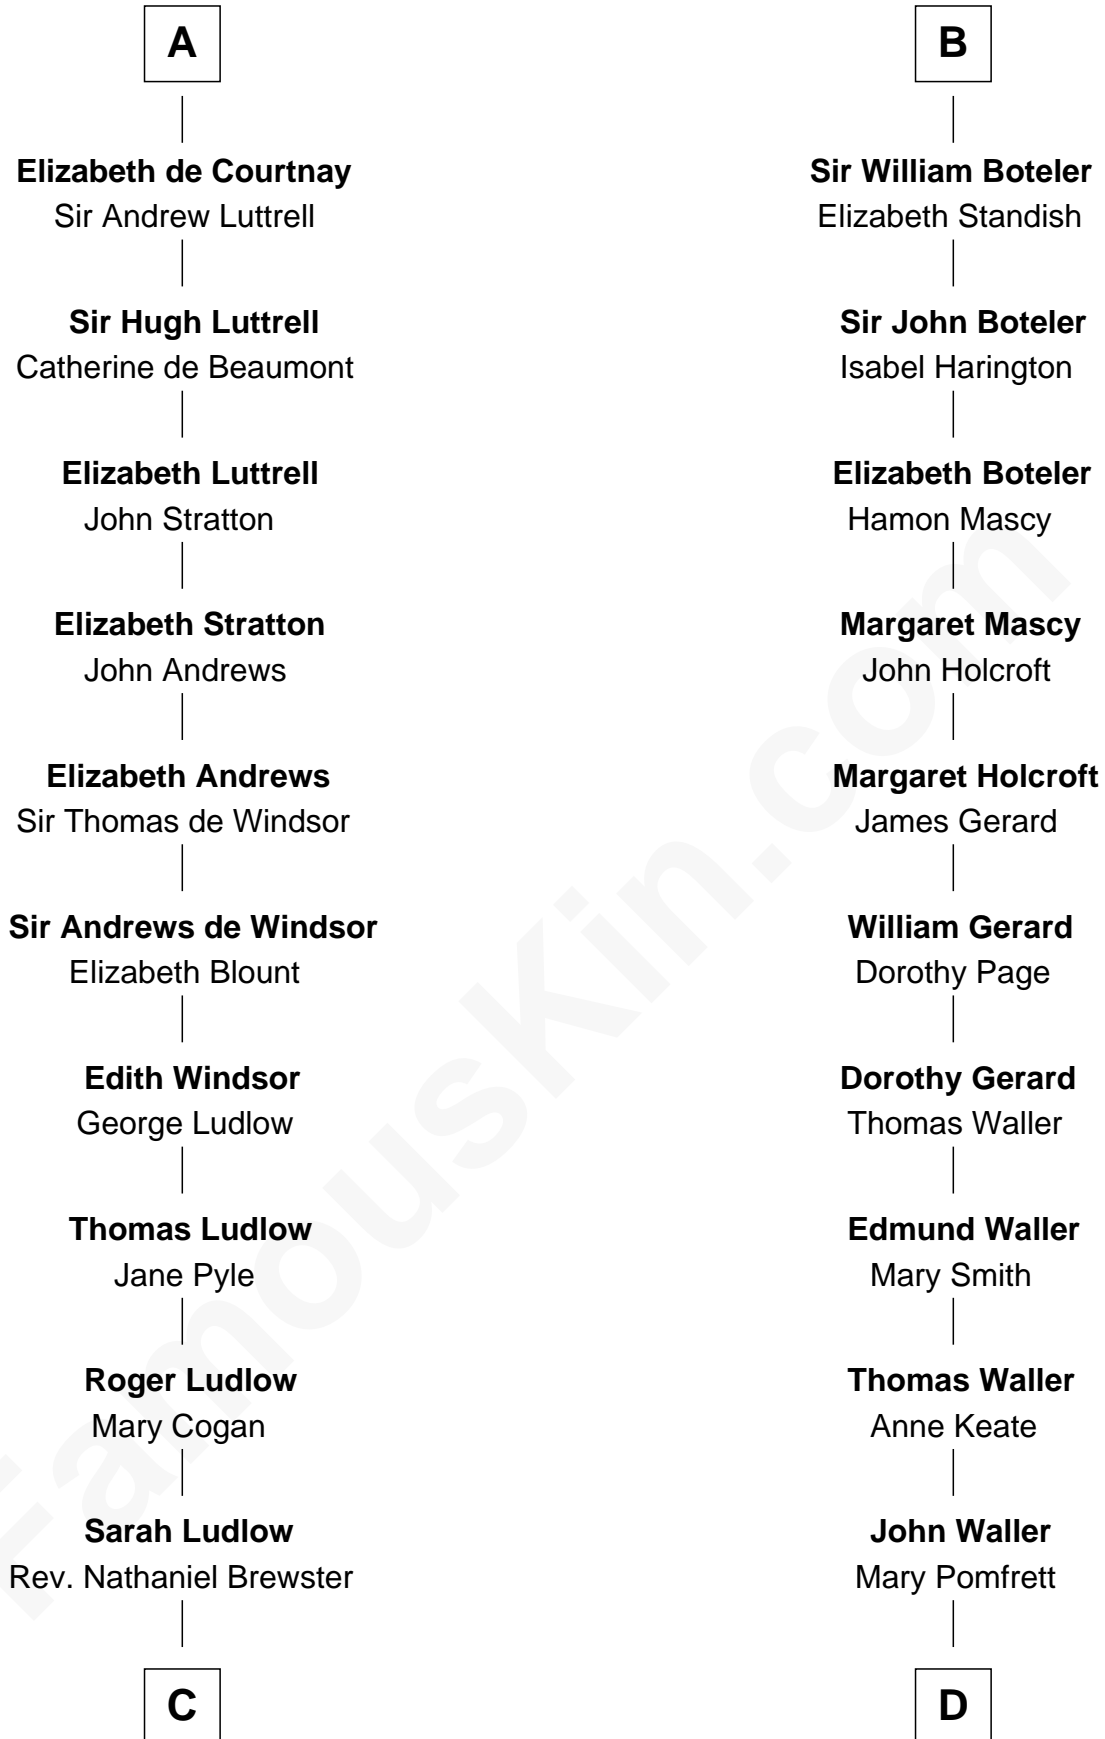 A
Elizabeth de Courtnay
Sir Andrew Luttrell
Sir Hugh Luttrell
Catherine de Beaumont
Elizabeth Luttrell
John Stratton
Elizabeth Stratton
John Andrews
Elizabeth Andrews
Sir Thomas de Windsor
Sir Andrews de Windsor
Elizabeth Blount
Edith Windsor
George Ludlow
Thomas Ludlow
Jane Pyle
Roger Ludlow
Mary Cogan
Sarah Ludlow
Rev. Nathaniel Brewster
C
B
Sir William Boteler
Elizabeth Standish
Sir John Boteler
Isabel Harington
Elizabeth Boteler
Hamon Mascy
Margaret Mascy
John Holcroft
Margaret Holcroft
James Gerard
William Gerard
Dorothy Page
Dorothy Gerard
Thomas Waller
Edmund Waller
Mary Smith
Thomas Waller
Anne Keate
John Waller
Mary Pomfrett
D
FamousKin.com